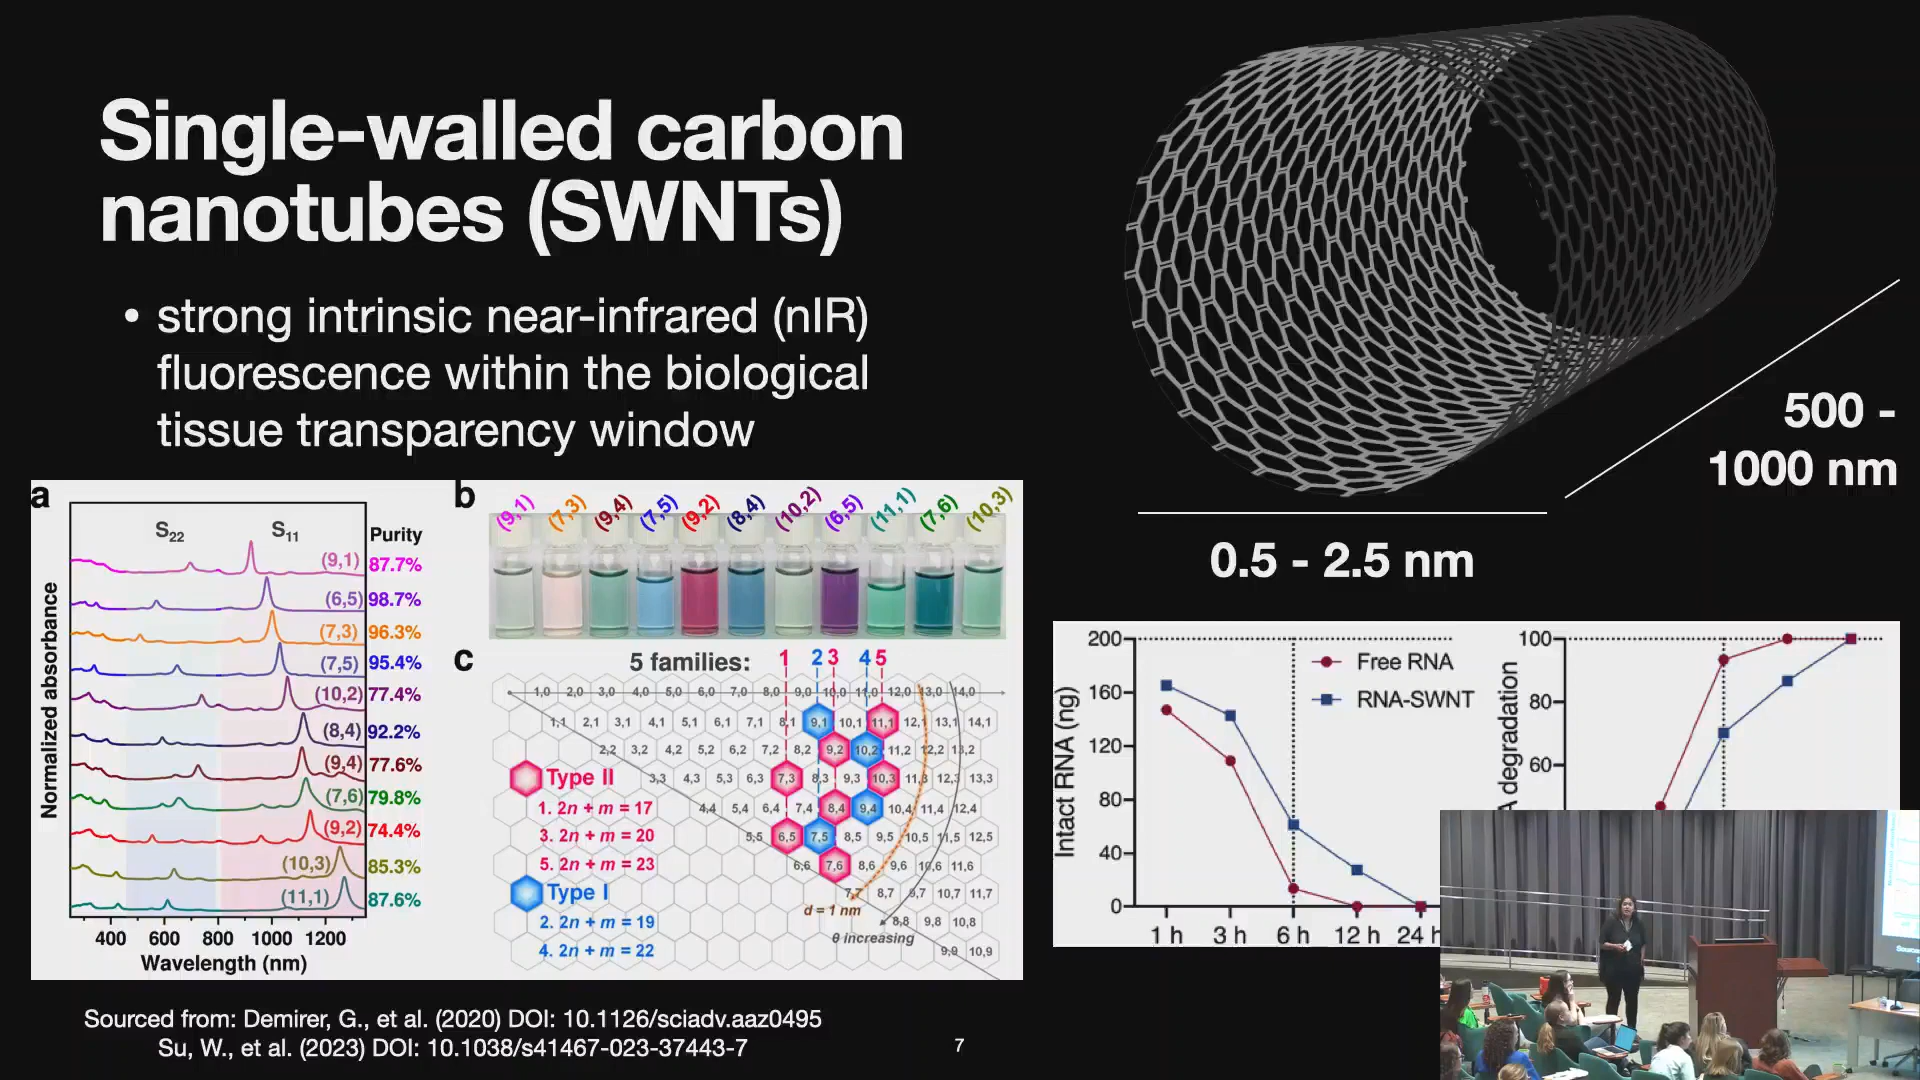 Single-walled carbon
nanotubes (SWNTs)
• strong intrinsic near-infrared (nIR)
fluorescence within the biological
tissue transparency window
500 -
1000 nm
0.5 - 2.5 nm
a
S22
S11
Purity
(9,1) 87.7%
(6,5) 98.7%
(7,3) 96.3%
(7,5) 95.4%
(10,2) 77.4%
(8,4) 92.2%
(9,4) 77.6%
(7,6) 79.8%
(9,2) 74.4%
(10,3) 85.3%
(11,1) 87.6%
Normalized absorbance
400 600 800 1000 1200
Wavelength (nm)
b
(9,1) (7,3) (9,4) (7,5) (9,2) (8,4) (10,2) (6,5) (11,1) (7,6) (10,3)
c
5 families: 1 2 3 4 5
1,0 2,0 3,0 4,0 5,0 6,0 7,0 8,0 9,0 10,0 11,0 12,0 13,0 14,0
1,1 2,1 3,1 4,1 5,1 6,1 7,1 8,1 9,1 10,1 11,1 12,1 13,1 14,1
2,2 3,2 4,2 5,2 6,2 7,2 8,2 9,2 10,2 11,2 12,2 13,2
3,3 4,3 5,3 6,3 7,3 8,3 9,3 10,3 11,3 12,3 13,3
4,4 5,4 6,4 7,4 8,4 9,4 10,4 11,4 12,4
5,5 6,5 7,5 8,5 9,5 10,5 11,5 12,5
6,6 7,6 8,6 9,6 10,6 11,6
7,7 8,7 9,7 10,7 11,7
8,8 9,8 10,8
9,9 10,9
Type II
1. 2n + m = 17
3. 2n + m = 20
5. 2n + m = 23
Type I
2. 2n + m = 19
4. 2n + m = 22
d = 1 nm
θ increasing
Intact RNA (ng)
200
160
120
80
40
0
1 h 3 h 6 h 12 h 24 h
Free RNA
RNA-SWNT
A degradation
100
80
60
Sourced from: Demirer, G., et al. (2020) DOI: 10.1126/sciadv.aaz0495
Su, W., et al. (2023) DOI: 10.1038/s41467-023-37443-7
7